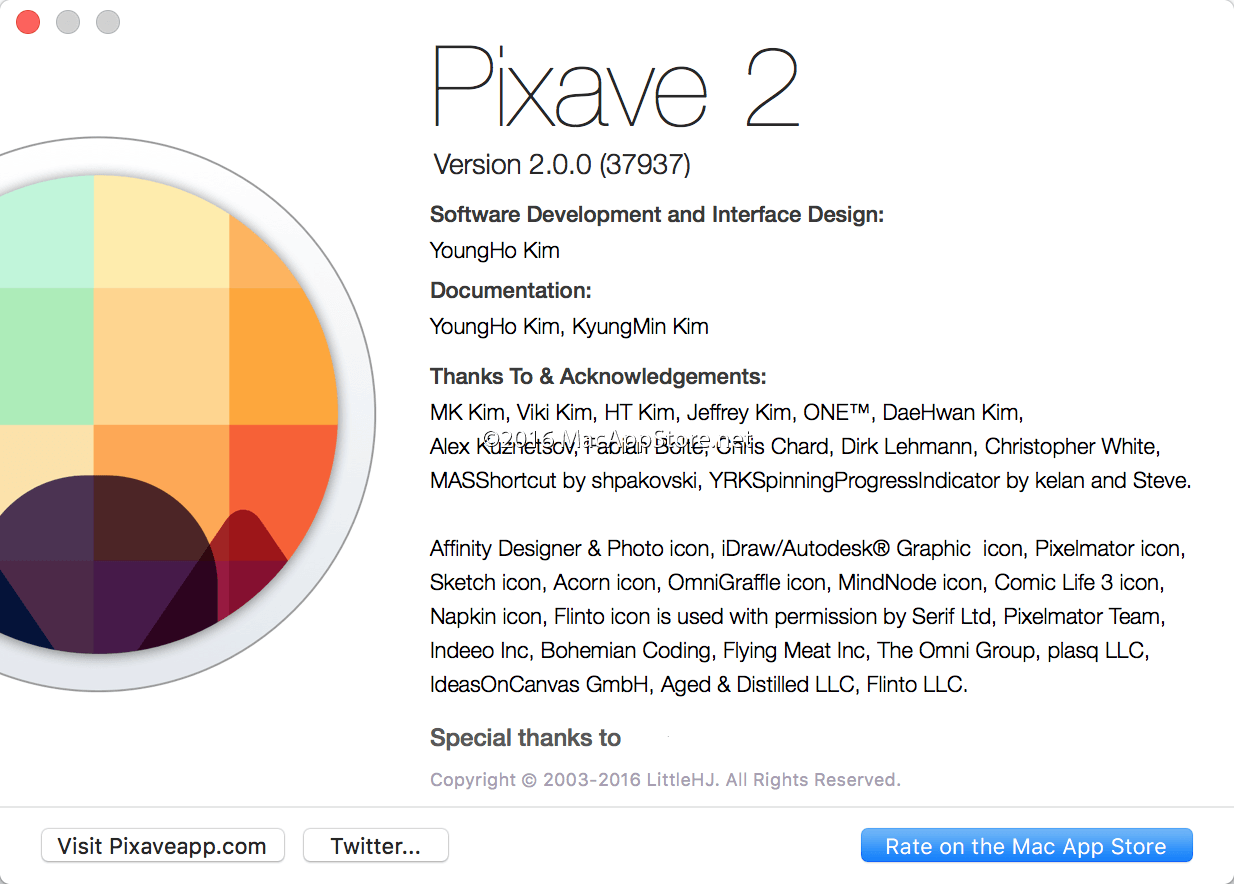 Pixave 2
Version 2.0.0 (37937)
Software Development and Interface Design:
YoungHo Kim
Documentation:
YoungHo Kim, KyungMin Kim
Thanks To & Acknowledgements:
MK Kim, Viki Kim, HT Kim, Jeffrey Kim, ONE™, DaeHwan Kim,
©2016 MacAppStore.net
Alex Kuznetsov, Fabian Bolte, Chris Chard, Dirk Lehmann, Christopher White,
MASShortcut by shpakovski, YRKSpinningProgressIndicator by kelan and Steve.
Affinity Designer & Photo icon, iDraw/Autodesk® Graphic icon, Pixelmator icon,
Sketch icon, Acorn icon, OmniGraffle icon, MindNode icon, Comic Life 3 icon,
Napkin icon, Flinto icon is used with permission by Serif Ltd, Pixelmator Team,
Indeeo Inc, Bohemian Coding, Flying Meat Inc, The Omni Group, plasq LLC,
IdeasOnCanvas GmbH, Aged & Distilled LLC, Flinto LLC.
Special thanks to
Copyright © 2003-2016 LittleHJ. All Rights Reserved.
Visit Pixaveapp.com
Twitter...
Rate on the Mac App Store